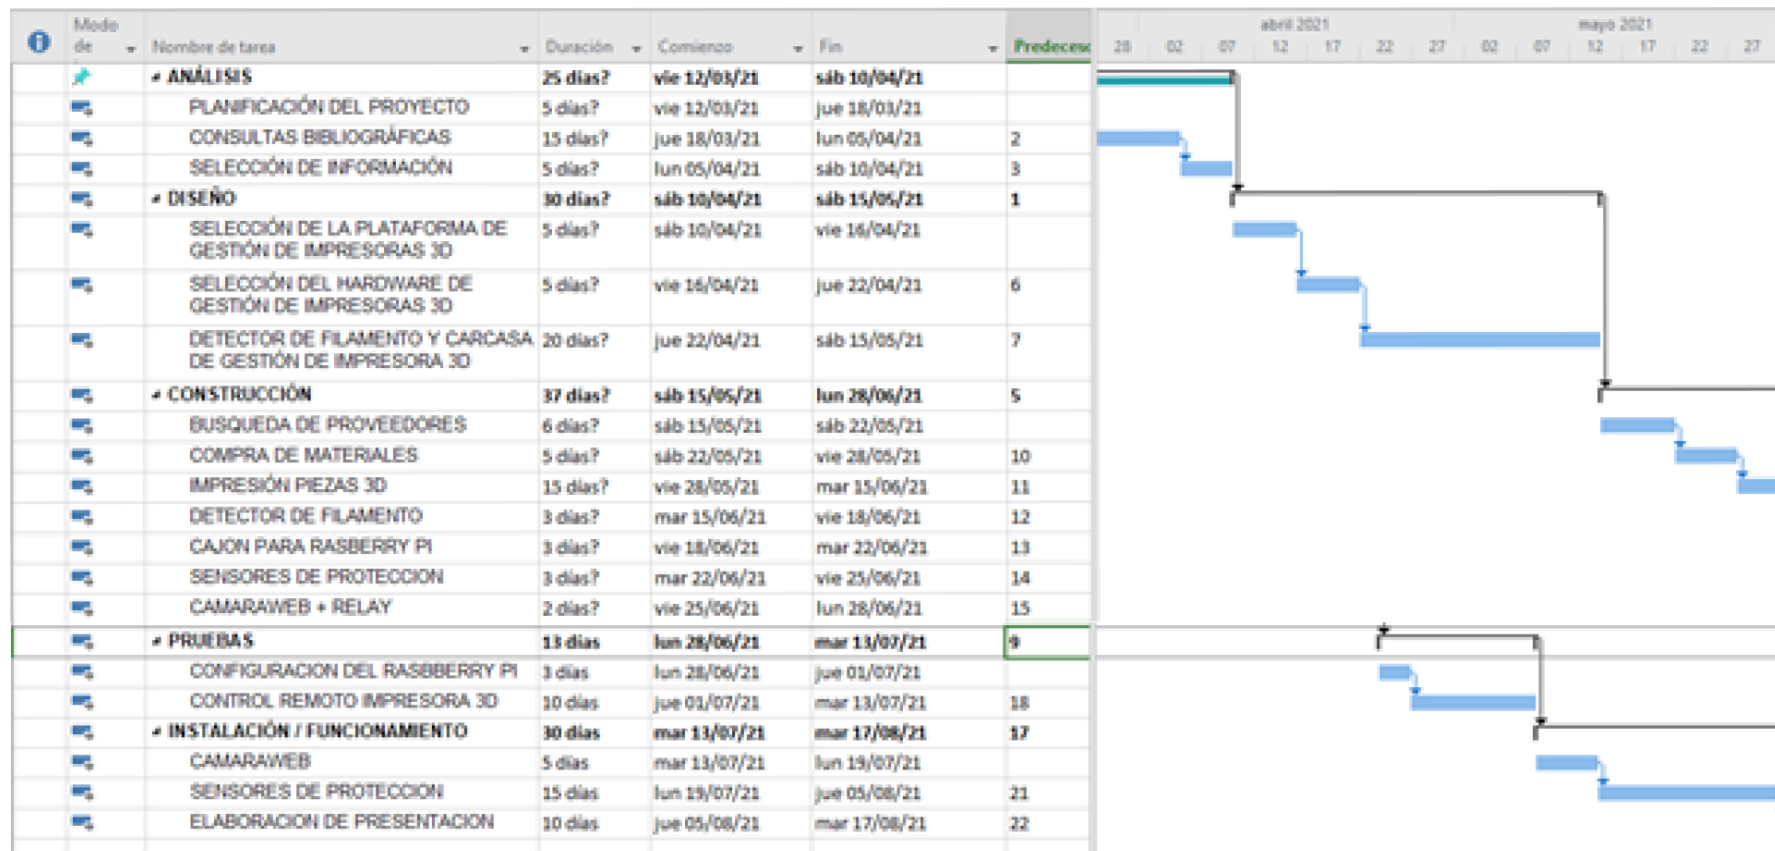 Modo de
Nombre de tarea Duración Comienzo Fin Predeceso
abril 2021 mayo 2021
28 02 07 12 17 22 27 02 07 12 17 22 27
ANÁLISIS 25 días? vie 12/03/21 sáb 10/04/21
PLANIFICACIÓN DEL PROYECTO 5 días? vie 12/03/21 jue 18/03/21
CONSULTAS BIBLIOGRÁFICAS 15 días? jue 18/03/21 lun 05/04/21 2
SELECCIÓN DE INFORMACIÓN 5 días? lun 05/04/21 sáb 10/04/21 3
DISEÑO 30 días? sáb 10/04/21 sáb 15/05/21 1
SELECCIÓN DE LA PLATAFORMA DE
GESTIÓN DE IMPRESORAS 3D 5 días? sáb 10/04/21 vie 16/04/21
SELECCIÓN DEL HARDWARE DE
GESTIÓN DE IMPRESORAS 3D 5 días? vie 16/04/21 jue 22/04/21 6
DETECTOR DE FILAMENTO Y CARCASA
DE GESTIÓN DE IMPRESORA 3D 20 días? jue 22/04/21 sáb 15/05/21 7
CONSTRUCCIÓN 37 días? sáb 15/05/21 lun 28/06/21 5
BUSQUEDA DE PROVEEDORES 6 días? sáb 15/05/21 sáb 22/05/21
COMPRA DE MATERIALES 5 días? sáb 22/05/21 vie 28/05/21 10
IMPRESIÓN PIEZAS 3D 15 días? vie 28/05/21 mar 15/06/21 11
DETECTOR DE FILAMENTO 3 días? mar 15/06/21 vie 18/06/21 12
CAJON PARA RASBERRY PI 3 días? vie 18/06/21 mar 22/06/21 13
SENSORES DE PROTECCION 3 días? mar 22/06/21 vie 25/06/21 14
CAMARAWEB + RELAY 2 días? vie 25/06/21 lun 28/06/21 15
PRUEBAS 13 días lun 28/06/21 mar 13/07/21 9
CONFIGURACION DEL RASBBERRY PI 3 días lun 28/06/21 jue 01/07/21
CONTROL REMOTO IMPRESORA 3D 10 días jue 01/07/21 mar 13/07/21 18
INSTALACIÓN / FUNCIONAMIENTO 30 días mar 13/07/21 mar 17/08/21 17
CAMARAWEB 5 días mar 13/07/21 lun 19/07/21
SENSORES DE PROTECCION 15 días lun 19/07/21 jue 05/08/21 21
ELABORACION DE PRESENTACION 10 días jue 05/08/21 mar 17/08/21 22